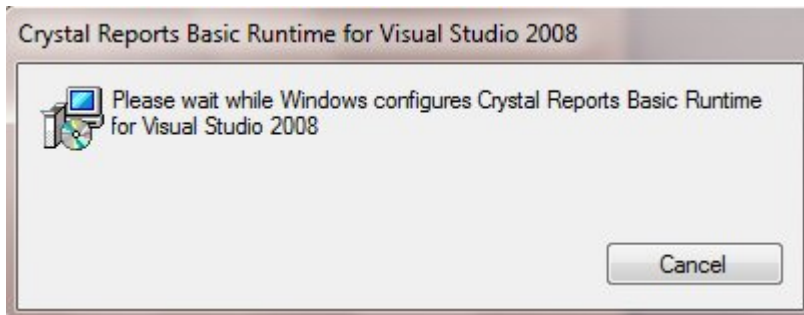 Crystal Reports Basic Runtime for Visual Studio 2008
Please wait while Windows configures Crystal Reports Basic Runtime
for Visual Studio 2008
Cancel